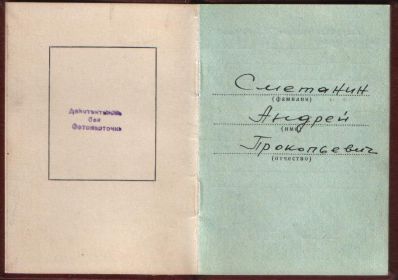 Действительно
без
Фотокарточки
Сметанин
(фамилия)
Андрей
(имя)
Прокопьевич
(отчество)